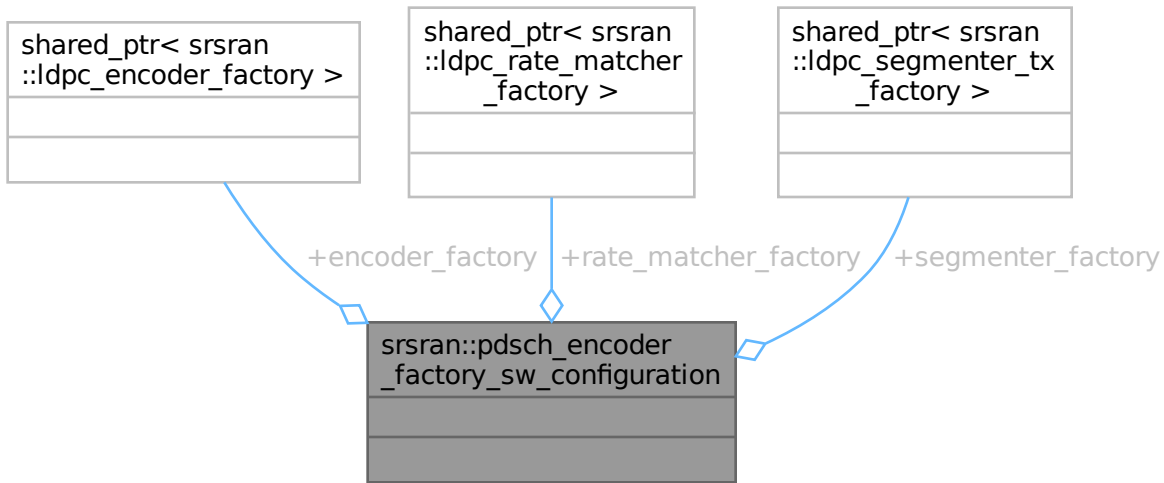 shared_ptr< srsran
::ldpc_encoder_factory >
shared_ptr< srsran
::ldpc_rate_matcher
_factory >
shared_ptr< srsran
::ldpc_segmenter_tx
_factory >
+encoder_factory
+rate_matcher_factory
+segmenter_factory
srsran::pdsch_encoder
_factory_sw_configuration